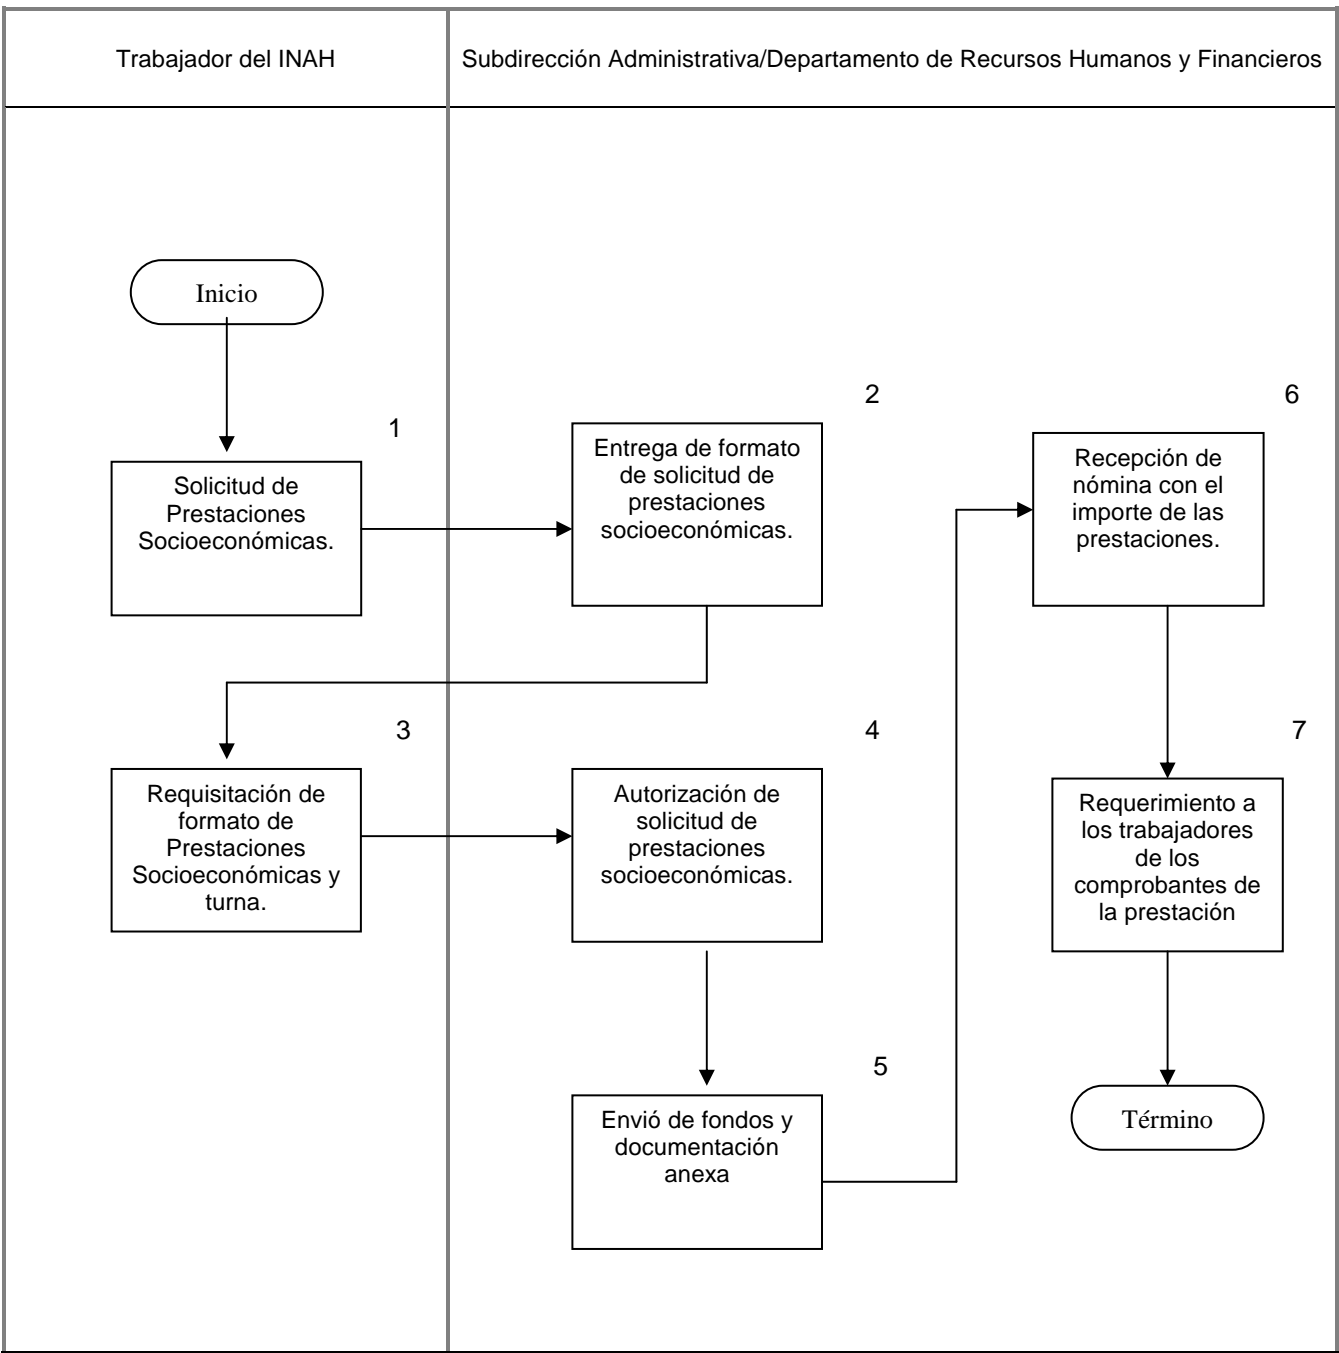 Trabajador del INAH
Subdirección Administrativa/Departamento de Recursos Humanos y Financieros
Inicio
1
Solicitud de
Prestaciones
Socioeconómicas.
2
Entrega de formato
de solicitud de
prestaciones
socioeconómicas.
3
Requisitación de
formato de
Prestaciones
Socioeconómicas y
turna.
4
Autorización de
solicitud de
prestaciones
socioeconómicas.
5
Envió de fondos y
documentación
anexa
6
Recepción de
nómina con el
importe de las
prestaciones.
7
Requerimiento a
los trabajadores
de los
comprobantes de
la prestación
Término